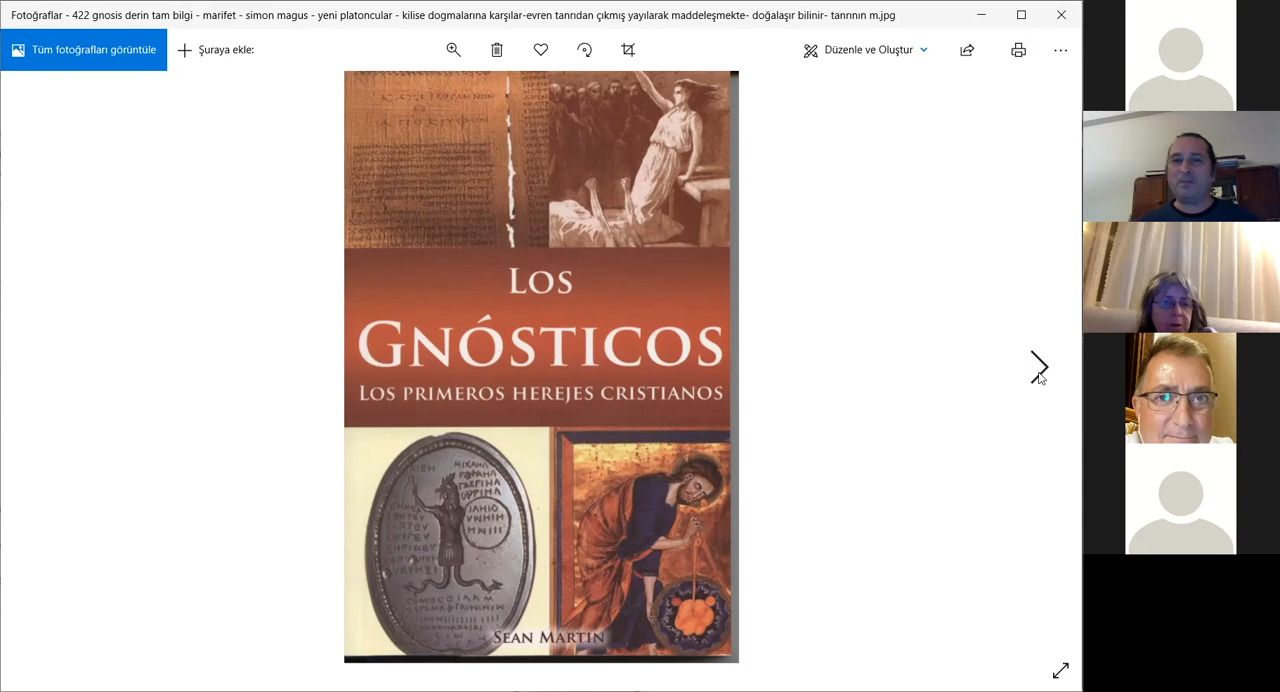 Fotoğraflar - 422 gnosis derin tam bilgi - marifet - simon magus - yeni platoncular - kilise dogmalarına karşılar-evren tanrıdan çıkmış yayılarak maddeleşmekte- doğalaşır bilinir- tanrının m.jpg
Tüm fotoğrafları görüntüle
Şuraya ekle:
Düzenle ve Oluştur
Los
Gnósticos
Los primeros herejes cristianos
Sean Martin